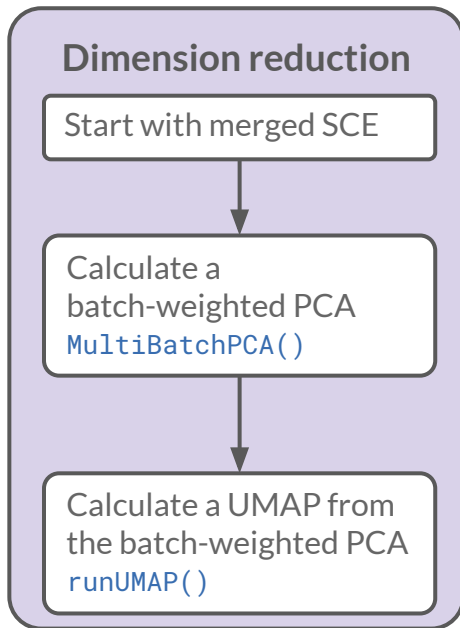 Dimension reduction
Start with merged SCE
Calculate a
batch-weighted PCA
MultiBatchPCA()
Calculate a UMAP from
the batch-weighted PCA
runUMAP()